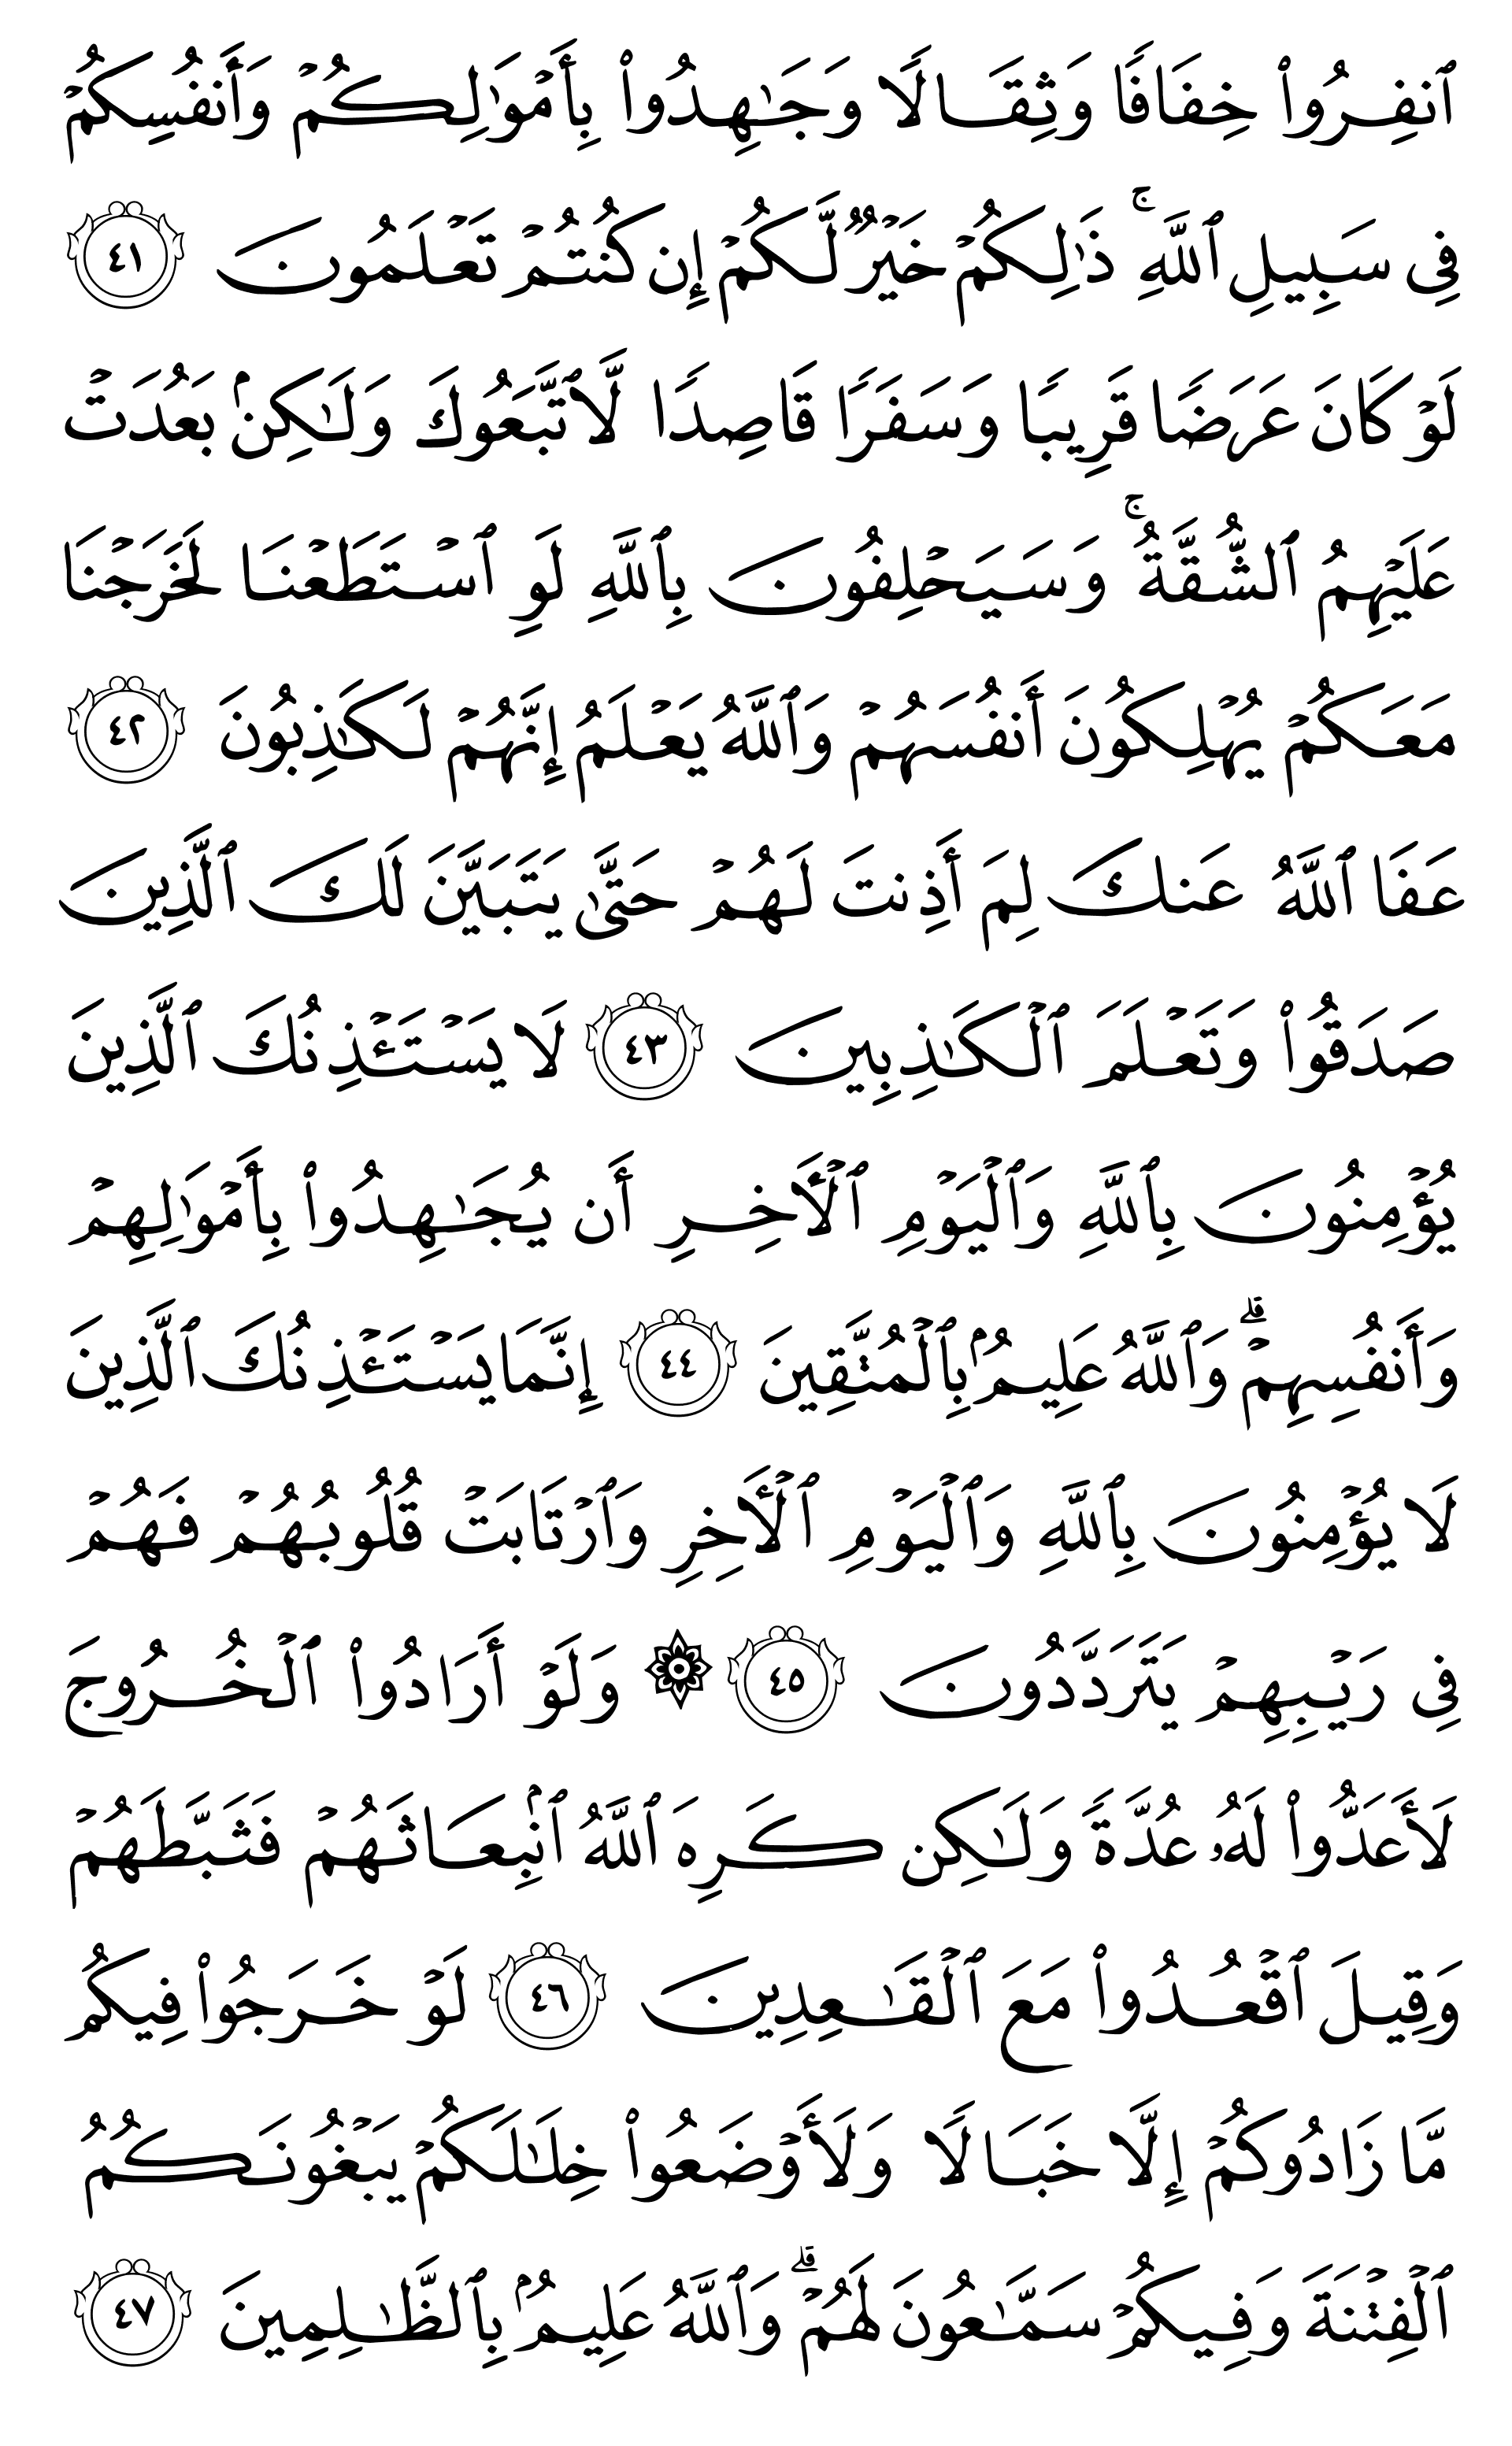 ٱنفِرُوا۟ خِفَافًا وَثِقَالًا وَجَـٰهِدُوا۟ بِأَمْوَٰلِكُمْ وَأَنفُسِكُمْ
فِى سَبِيلِ ٱللَّهِ ۚ ذَٰلِكُمْ خَيْرٌ لَّكُمْ إِن كُنتُمْ تَعْلَمُونَ ٤١
لَوْ كَانَ عَرَضًا قَرِيبًا وَسَفَرًا قَاصِدًا لَّٱتَّبَعُوكَ وَلَـٰكِنۢ بَعُدَتْ
عَلَيْهِمُ ٱلشُّقَّةُ ۚ وَسَيَحْلِفُونَ بِٱللَّهِ لَوِ ٱسْتَطَعْنَا لَخَرَجْنَا
مَعَكُمْ يُهْلِكُونَ أَنفُسَهُمْ وَٱللَّهُ يَعْلَمُ إِنَّهُمْ لَكَـٰذِبُونَ ٤٢
عَفَا ٱللَّهُ عَنكَ لِمَ أَذِنتَ لَهُمْ حَتَّىٰ يَتَبَيَّنَ لَكَ ٱلَّذِينَ
صَدَقُوا۟ وَتَعْلَمَ ٱلْكَـٰذِبِينَ ٤٣ لَا يَسْتَـْٔذِنُكَ ٱلَّذِينَ
يُؤْمِنُونَ بِٱللَّهِ وَٱلْيَوْمِ ٱلْـَٔاخِرِ أَن يُجَـٰهِدُوا۟ بِأَمْوَٰلِهِمْ
وَأَنفُسِهِمْ ۗ وَٱللَّهُ عَلِيمٌۢ بِٱلْمُتَّقِينَ ٤٤ إِنَّمَا يَسْتَـْٔذِنُكَ ٱلَّذِينَ
لَا يُؤْمِنُونَ بِٱللَّهِ وَٱلْيَوْمِ ٱلْـَٔاخِرِ وَٱرْتَابَتْ قُلُوبُهُمْ فَهُمْ
فِى رَيْبِهِمْ يَتَرَدَّدُونَ ٤٥ ۞ وَلَوْ أَرَادُوا۟ ٱلْخُرُوجَ
لَأَعَدُّوا۟ لَهُۥ عُدَّةً وَلَـٰكِن كَرِهَ ٱللَّهُ ٱنۢبِعَاثَهُمْ فَثَبَّطَهُمْ
وَقِيلَ ٱقْعُدُوا۟ مَعَ ٱلْقَـٰعِدِينَ ٤٦ لَوْ خَرَجُوا۟ فِيكُم
مَّا زَادُوكُمْ إِلَّا خَبَالًا وَلَأَوْضَعُوا۟ خِلَـٰلَكُمْ يَبْغُونَكُمُ
ٱلْفِتْنَةَ وَفِيكُمْ سَمَّـٰعُونَ لَهُمْ ۗ وَٱللَّهُ عَلِيمٌۢ بِٱلظَّـٰلِمِينَ ٤٧